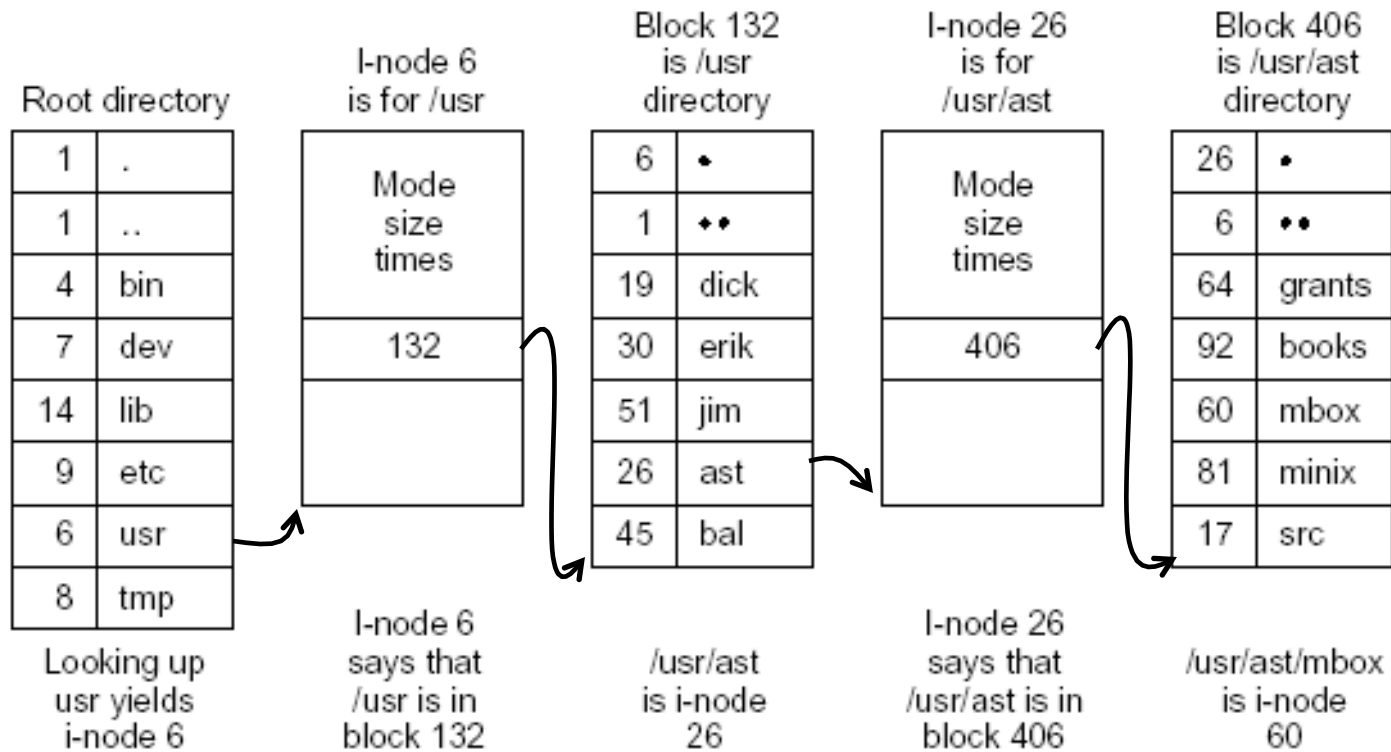 Root directory
1 .
1 ..
4 bin
7 dev
14 lib
9 etc
6 usr
8 tmp
Looking up
usr yields
i-node 6
I-node 6
is for /usr
Mode
size
times
132
I-node 6
says that
/usr is in
block 132
Block 132
is /usr
directory
6 •
1 ••
19 dick
30 erik
51 jim
26 ast
45 bal
/usr/ast
is i-node
26
I-node 26
is for
/usr/ast
Mode
size
times
406
I-node 26
says that
/usr/ast is in
block 406
Block 406
is /usr/ast
directory
26 •
6 ••
64 grants
92 books
60 mbox
81 minix
17 src
/usr/ast/mbox
is i-node
60